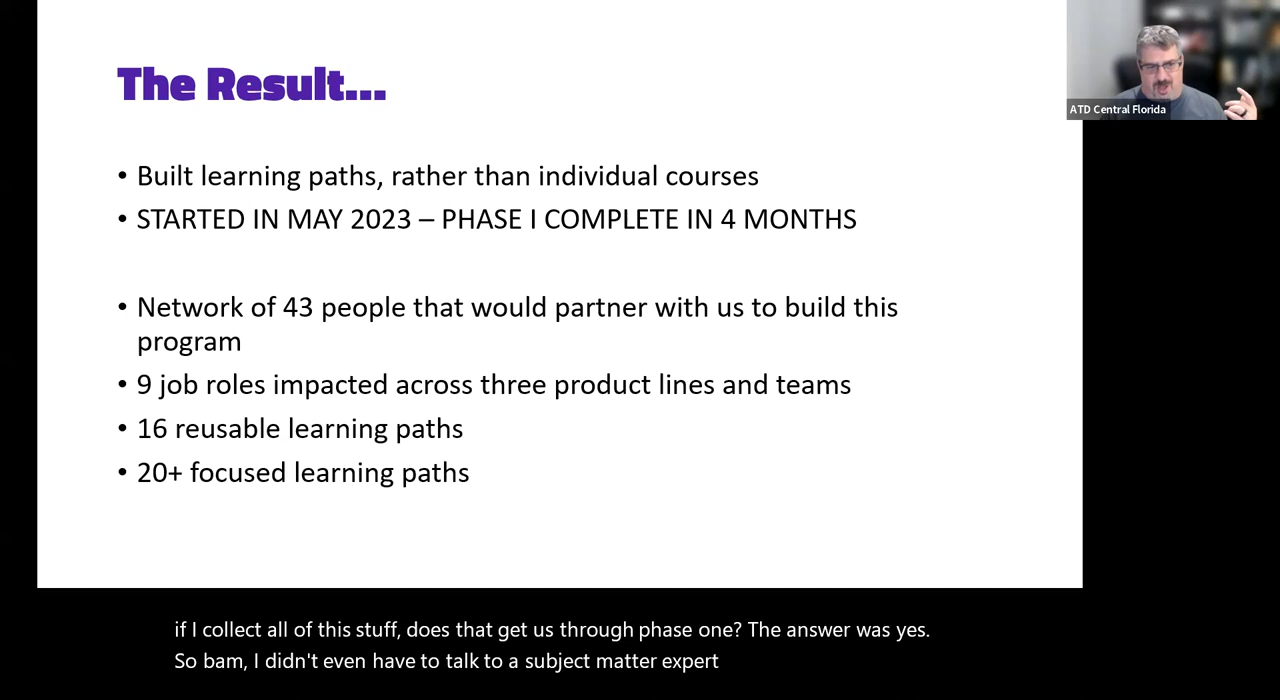 The Result...
• Built learning paths, rather than individual courses
• STARTED IN MAY 2023 – PHASE I COMPLETE IN 4 MONTHS
• Network of 43 people that would partner with us to build this
program
• 9 job roles impacted across three product lines and teams
• 16 reusable learning paths
• 20+ focused learning paths
ATD Central Florida
if I collect all of this stuff, does that get us through phase one? The answer was yes.
So bam, I didn't even have to talk to a subject matter expert